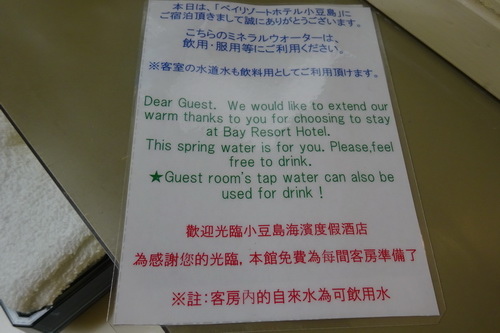 本日は、「ベイリゾートホテル小豆島」に
ご宿泊頂きまして誠にありがとうございます。
こちらのミネラルウォーターは、
飲用・服用等にご利用ください。
※客室の水道水も飲料用としてご利用頂けます。
Dear Guest. We would like to extend our
warm thanks to you for choosing to stay
at Bay Resort Hotel.
This spring water is for you. Please,feel
free to drink.
★Guest room's tap water can also be
used for drink！
歡迎光臨小豆島海濱度假酒店
為感謝您的光臨，本館免費為每間客房準備了
※註：客房內的自來水為可飲用水